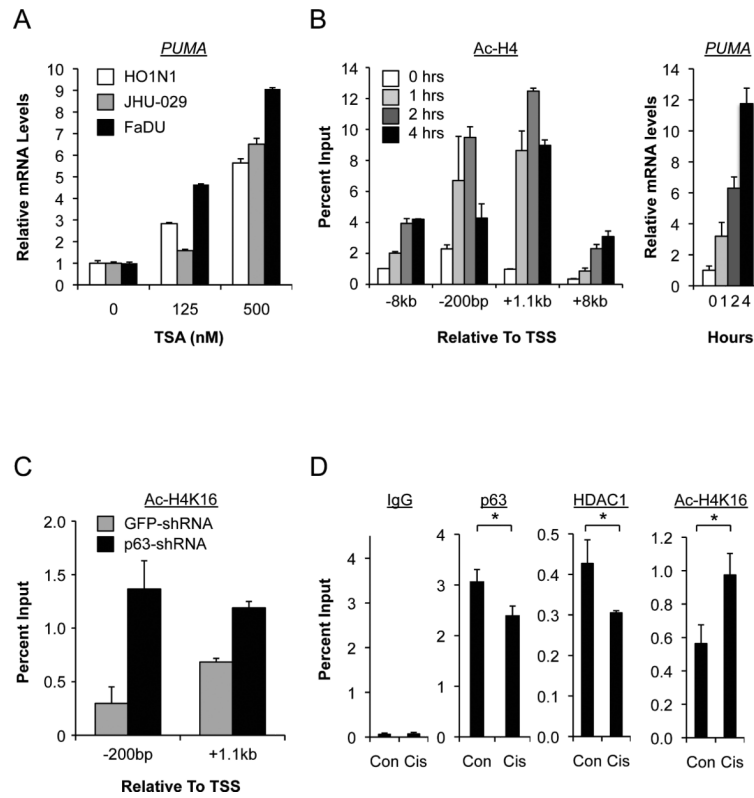 A
PUMA
Relative mRNA Levels
10
9
8
7
6
5
4
3
2
1
0
HO1N1
JHU-029
FaDU
0 125 500
TSA (nM)
B
Ac-H4
Percent Input
14
12
10
8
6
4
2
0
0 hrs
1 hrs
2 hrs
4 hrs
-8kb -200bp +1.1kb +8kb
Relative To TSS
PUMA
Relative mRNA levels
14
12
10
8
6
4
2
0
0 1 2 4
Hours
C
Ac-H4K16
Percent Input
2.0
1.5
1.0
0.5
0
GFP-shRNA
p63-shRNA
-200bp +1.1kb
Relative To TSS
D
Percent Input
IgG
4
3
2
1
0
Con Cis
p63
*
4
3
2
1
0
Con Cis
HDAC1
*
0.5
0.4
0.3
0.2
0.1
0.0
Con Cis
Ac-H4K16
*
1.2
1.0
0.8
0.6
0.4
0.2
0.0
Con Cis